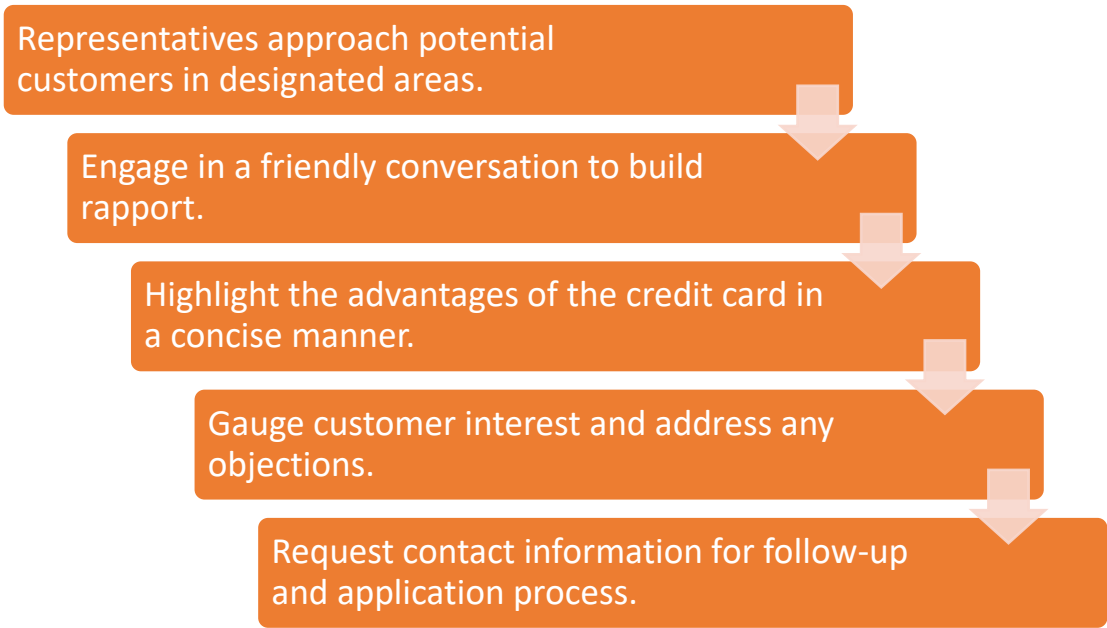 Representatives approach potential
customers in designated areas.
Engage in a friendly conversation to build
rapport.
Highlight the advantages of the credit card in
a concise manner.
Gauge customer interest and address any
objections.
Request contact information for follow-up
and application process.